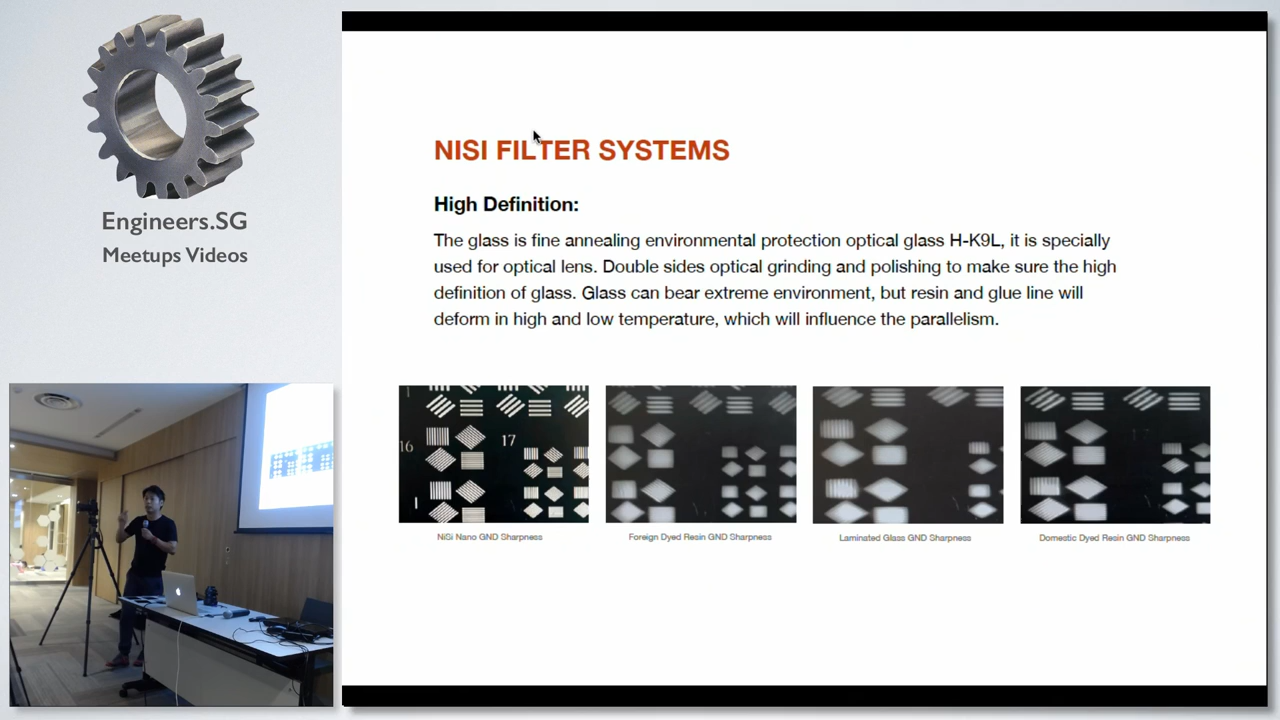 Engineers.SG
Meetups Videos
NISI FILTER SYSTEMS
High Definition:
The glass is fine annealing environmental protection optical glass H-K9L, it is specially
used for optical lens. Double sides optical grinding and polishing to make sure the high
definition of glass. Glass can bear extreme environment, but resin and glue line will
deform in high and low temperature, which will influence the parallelism.
1
16
17
1
NiSi Nano GND Sharpness
Foreign Dyed Resin GND Sharpness
Laminated Glass GND Sharpness
Domestic Dyed Resin GND Sharpness